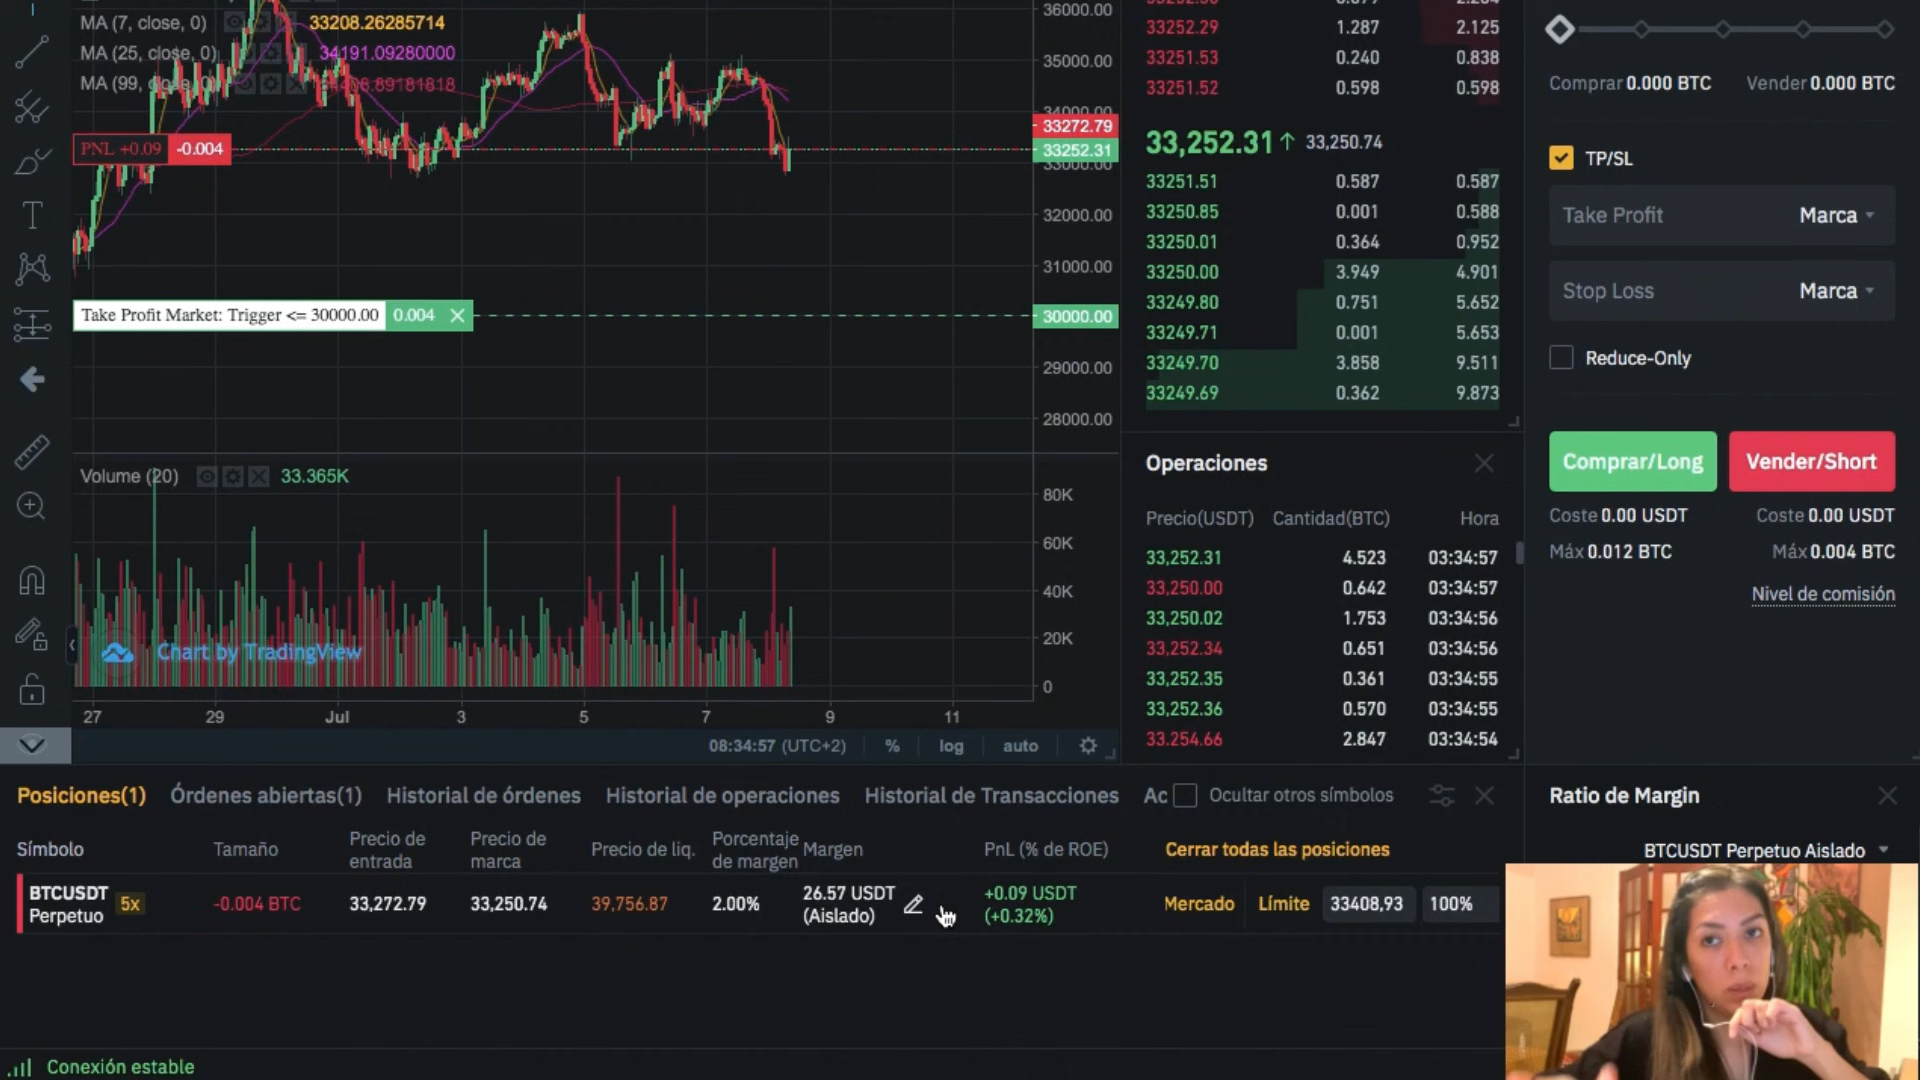 MA (7, close, 0) 33208.26285714
MA (25, close, 0) 34191.09280000
MA (99, close, 0)
PNL +0.09 -0.004
Take Profit Market: Trigger <= 30000.00 0.004
36000.00
35000.00
34000.00
33272.79
33252.31
33000.00
32000.00
31000.00
30000.00
29000.00
28000.00
Volume (20) 33.365K
80K
60K
40K
20K
0
Chart by TradingView
27 29 Jul 3 5 7 9 11
08:34:57 (UTC+2) % log auto
33252.29 1.287 2.125
33251.53 0.240 0.838
33251.52 0.598 0.598
33,252.31 ↑ 33,250.74
33251.51 0.587 0.587
33250.85 0.001 0.588
33250.01 0.364 0.952
33250.00 3.949 4.901
33249.80 0.751 5.652
33249.71 0.001 5.653
33249.70 3.858 9.511
33249.69 0.362 9.873
Operaciones
Precio(USDT) Cantidad(BTC) Hora
33,252.31 4.523 03:34:57
33,250.00 0.642 03:34:57
33,250.02 1.753 03:34:56
33,252.34 0.651 03:34:56
33,252.35 0.361 03:34:55
33,252.36 0.570 03:34:55
33.254.66 2.847 03:34:54
Comprar 0.000 BTC Vender 0.000 BTC
TP/SL
Take Profit Marca
Stop Loss Marca
Reduce-Only
Comprar/Long Vender/Short
Coste 0.00 USDT Coste 0.00 USDT
Máx 0.012 BTC Máx 0.004 BTC
Nivel de comisión
Posiciones(1) Órdenes abiertas(1) Historial de órdenes Historial de operaciones Historial de Transacciones Ac Ocultar otros símbolos
Símbolo Tamaño Precio de entrada Precio de marca Precio de liq. Porcentaje de margen Margen PnL (% de ROE) Cerrar todas las posiciones
BTCUSDT Perpetuo 5x -0.004 BTC 33,272.79 33,250.74 39,756.87 2.00% 26.57 USDT (Aislado) +0.09 USDT (+0.32%) Mercado Límite 33408,93 100%
Ratio de Margin
BTCUSDT Perpetuo Aislado
Conexión estable